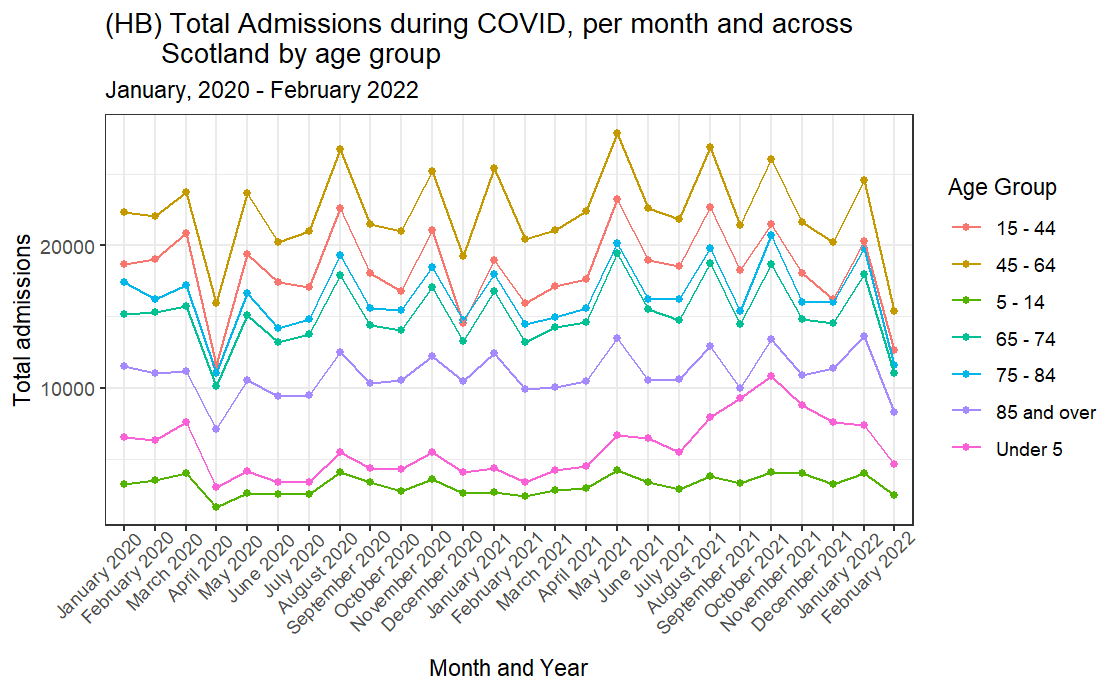 (HB) Total Admissions during COVID, per month and across
Scotland by age group
January, 2020 - February 2022
Total admissions
20000
10000
January 2020
February 2020
March 2020
April 2020
May 2020
June 2020
July 2020
August 2020
September 2020
October 2020
November 2020
December 2020
January 2021
February 2021
March 2021
April 2021
May 2021
June 2021
July 2021
August 2021
September 2021
October 2021
November 2021
December 2021
January 2022
February 2022
Month and Year
Age Group
15 - 44
45 - 64
5 - 14
65 - 74
75 - 84
85 and over
Under 5